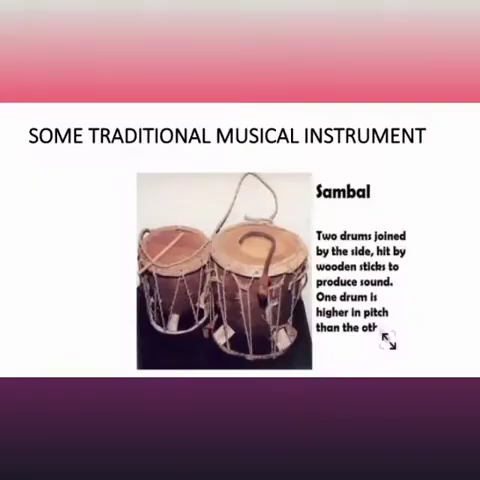 SOME TRADITIONAL MUSICAL INSTRUMENT
Sambal
Two drums joined
by the side, hit by
wooden sticks to
produce sound.
One drum is
higher in pitch
than the oth